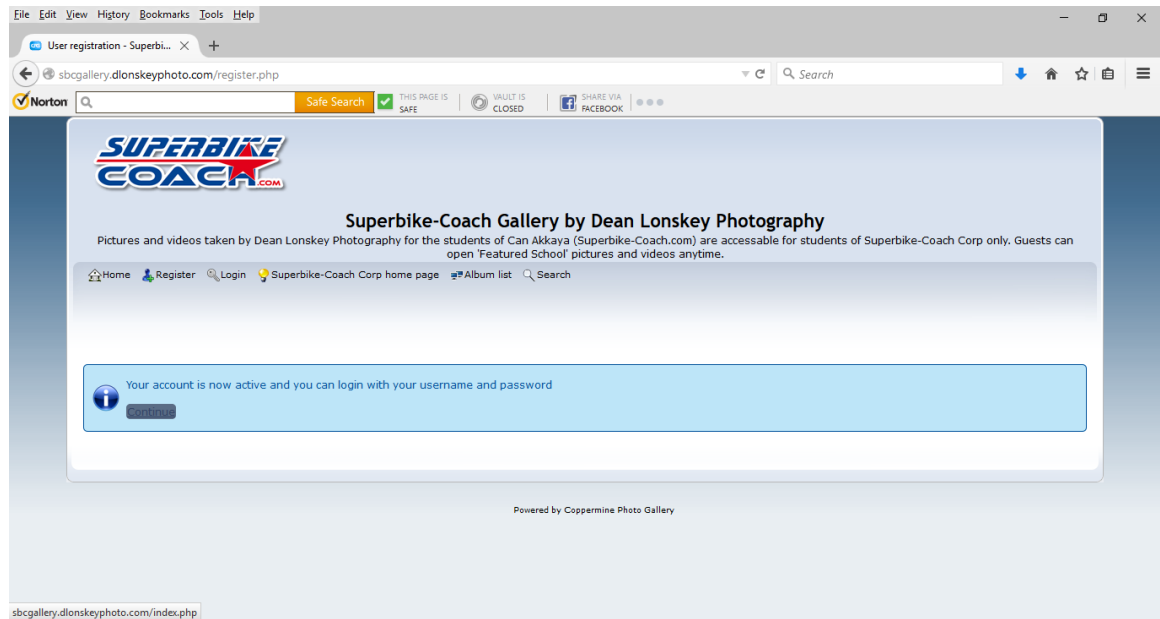 File Edit View History Bookmarks Tools Help
User registration - Superbi...
sbcgallery.dlonskeyphoto.com/register.php
Search
Norton
Safe Search
THIS PAGE IS
SAFE
VAULT IS
CLOSED
SHARE VIA
FACEBOOK
SUPERBIKE
COACH.COM
Superbike-Coach Gallery by Dean Lonskey Photography
Pictures and videos taken by Dean Lonskey Photography for the students of Can Akkaya (Superbike-Coach.com) are accessable for students of Superbike-Coach Corp only. Guests can
open 'Featured School' pictures and videos anytime.
Home Register Login Superbike-Coach Corp home page Album list Search
Your account is now active and you can login with your username and password
Continue
Powered by Coppermine Photo Gallery
sbcgallery.dlonskeyphoto.com/index.php